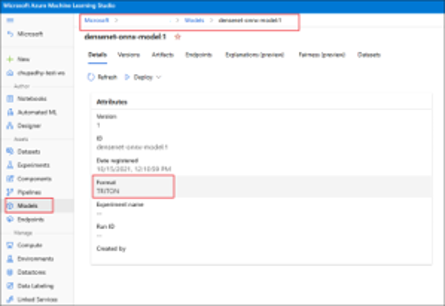 Microsoft Azure Machine Learning Studio
Microsoft > Models > densenet-onnx-model:1
Microsoft
densenet-onnx-model:1
Details Versions Artifacts Endpoints Explanations (preview) Fairness (preview) Datasets
New
Refresh Deploy
chupadhy-test-ws
Author
Notebooks
Automated ML
Designer
Assets
Datasets
Experiments
Components
Pipelines
Models
Endpoints
Manage
Compute
Environments
Datastores
Data Labeling
Linked Services
Attributes
Version
1
ID
densenet-onnx-model:1
Date registered
10/15/2021, 12:10:59 PM
Format
TRITON
Experiment name
--
Run ID
--
Created by